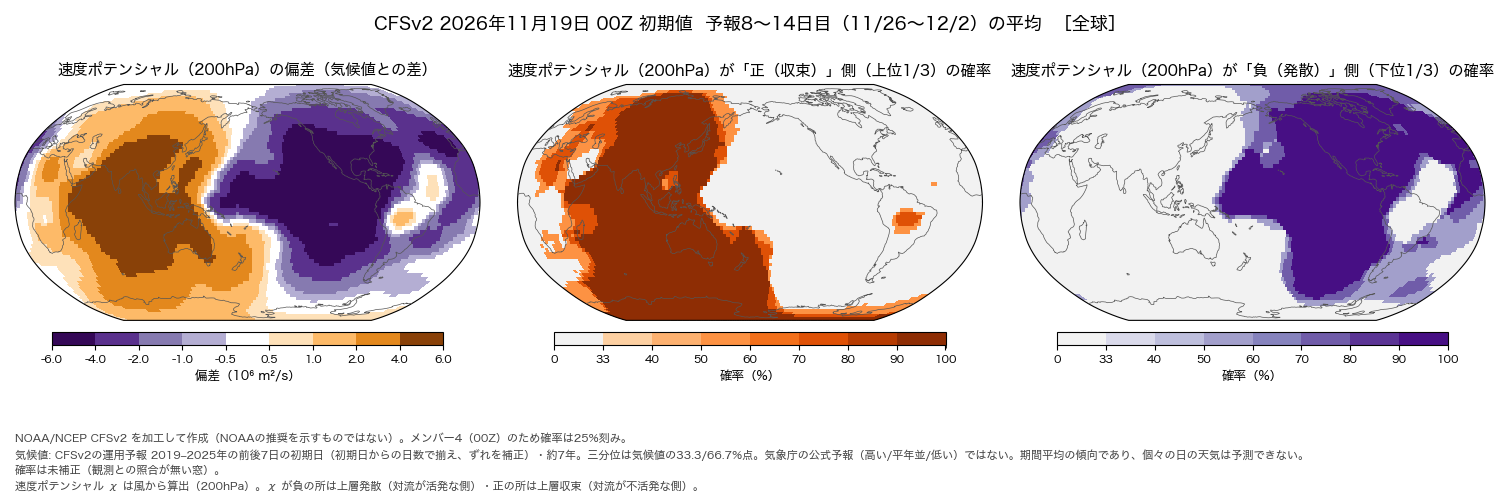 CFSv2 2026年11月19日 00Z 初期値 予報8～14日目（11/26～12/2）の平均 ［全球］
速度ポテンシャル（200hPa）の偏差（気候値との差）
速度ポテンシャル（200hPa）が「正（収束）」側（上位1/3）の確率
速度ポテンシャル（200hPa）が「負（発散）」側（下位1/3）の確率
-6.0 -4.0 -2.0 -1.0 -0.5 0.5 1.0 2.0 4.0 6.0
偏差（10⁶ m²/s）
0 33 40 50 60 70 80 90 100
確率（%）
0 33 40 50 60 70 80 90 100
確率（%）
NOAA/NCEP CFSv2 を加工して作成（NOAAの推奨を示すものではない）。メンバー4（00Z）のため確率は25%刻み。
気候値: CFSv2の運用予報 2019–2025年の前後7日の初期日（初期日からの日数で揃え、ずれを補正）・約7年。三分位は気候値の33.3/66.7%点。気象庁の公式予報（高い/平年並/低い）ではない。期間平均の傾向であり、個々の日の天気は予測できない。
確率は未補正（観測との照合が無い窓）。
速度ポテンシャル χ は風から算出（200hPa）。χ が負の所は上層発散（対流が活発な側）・正の所は上層収束（対流が不活発な側）。